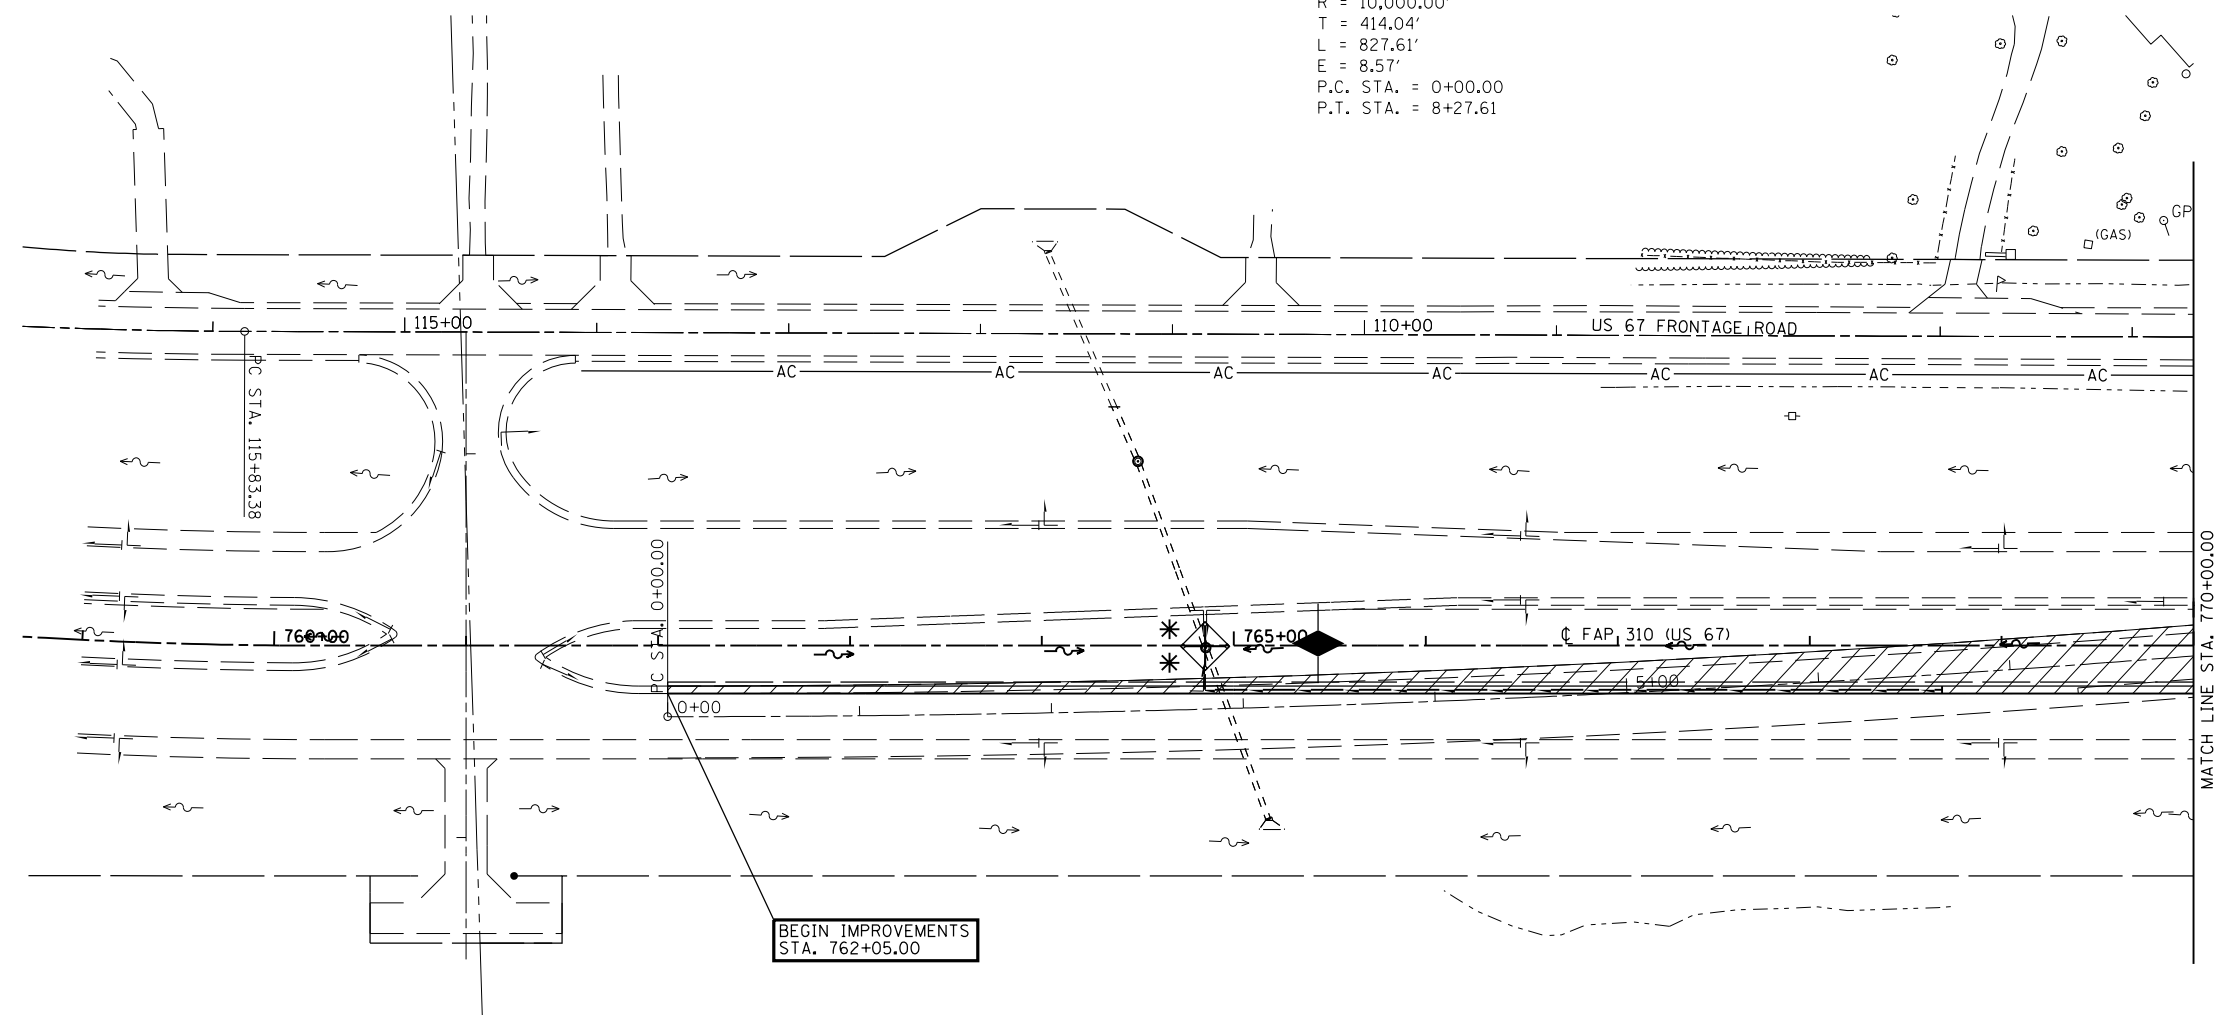 R = 10,000.00'
T = 414.04'
L = 827.61'
E = 8.57'
P.C. STA. = 0+00.00
P.T. STA. = 8+27.61
GP
(GAS)
115+00
110+00
US 67 FRONTAGE ROAD
AC AC AC AC AC AC AC
PC STA. 115+83.38
PC STA. 0+00.00
760+00
765+00
℄ FAP 310 (US 67)
5100
0+00
MATCH LINE STA. 770+00.00
BEGIN IMPROVEMENTS
STA. 762+05.00